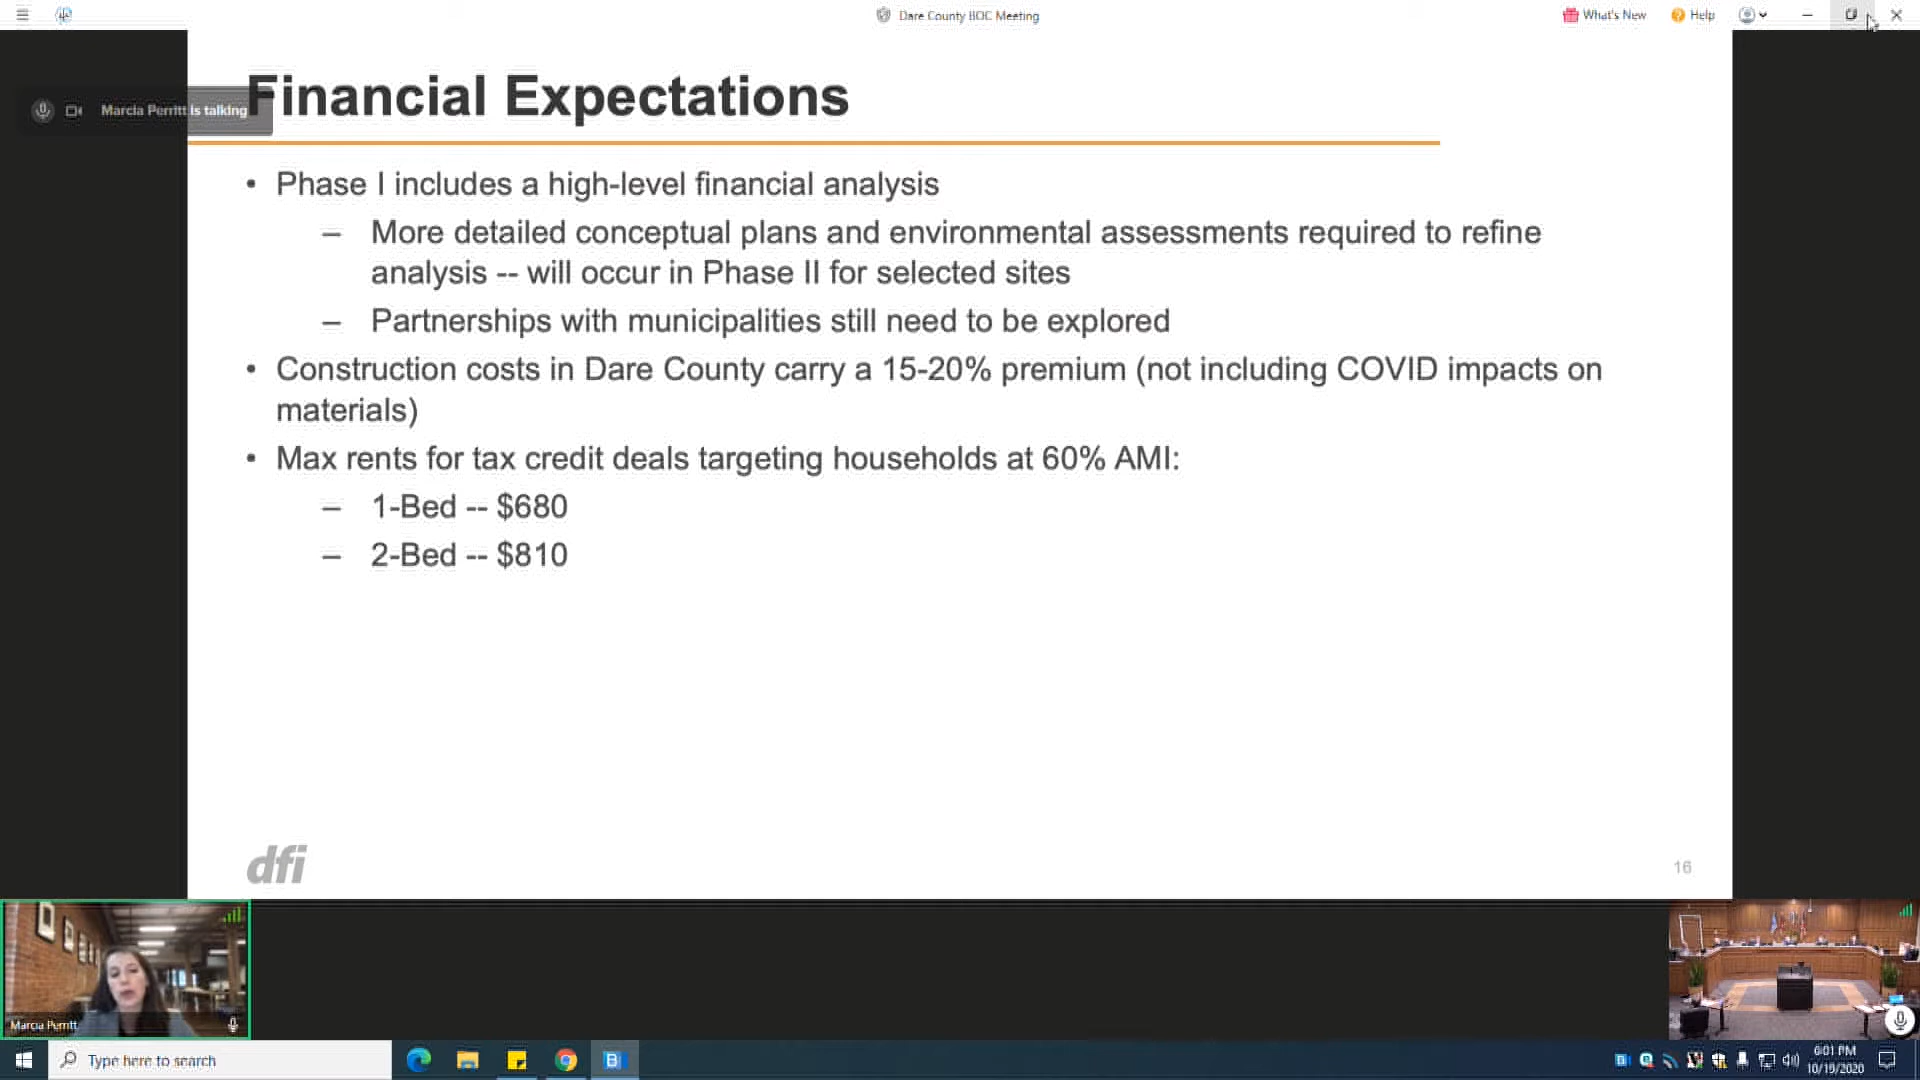 Dare County BOC Meeting
What's New
Help
Financial Expectations
Marcia Perritt is talking
• Phase I includes a high-level financial analysis
– More detailed conceptual plans and environmental assessments required to refine
analysis -- will occur in Phase II for selected sites
– Partnerships with municipalities still need to be explored
• Construction costs in Dare County carry a 15-20% premium (not including COVID impacts on
materials)
• Max rents for tax credit deals targeting households at 60% AMI:
– 1-Bed -- $680
– 2-Bed -- $810
dfi
16
Marcia Perritt
Type here to search
6:01 PM
10/19/2020